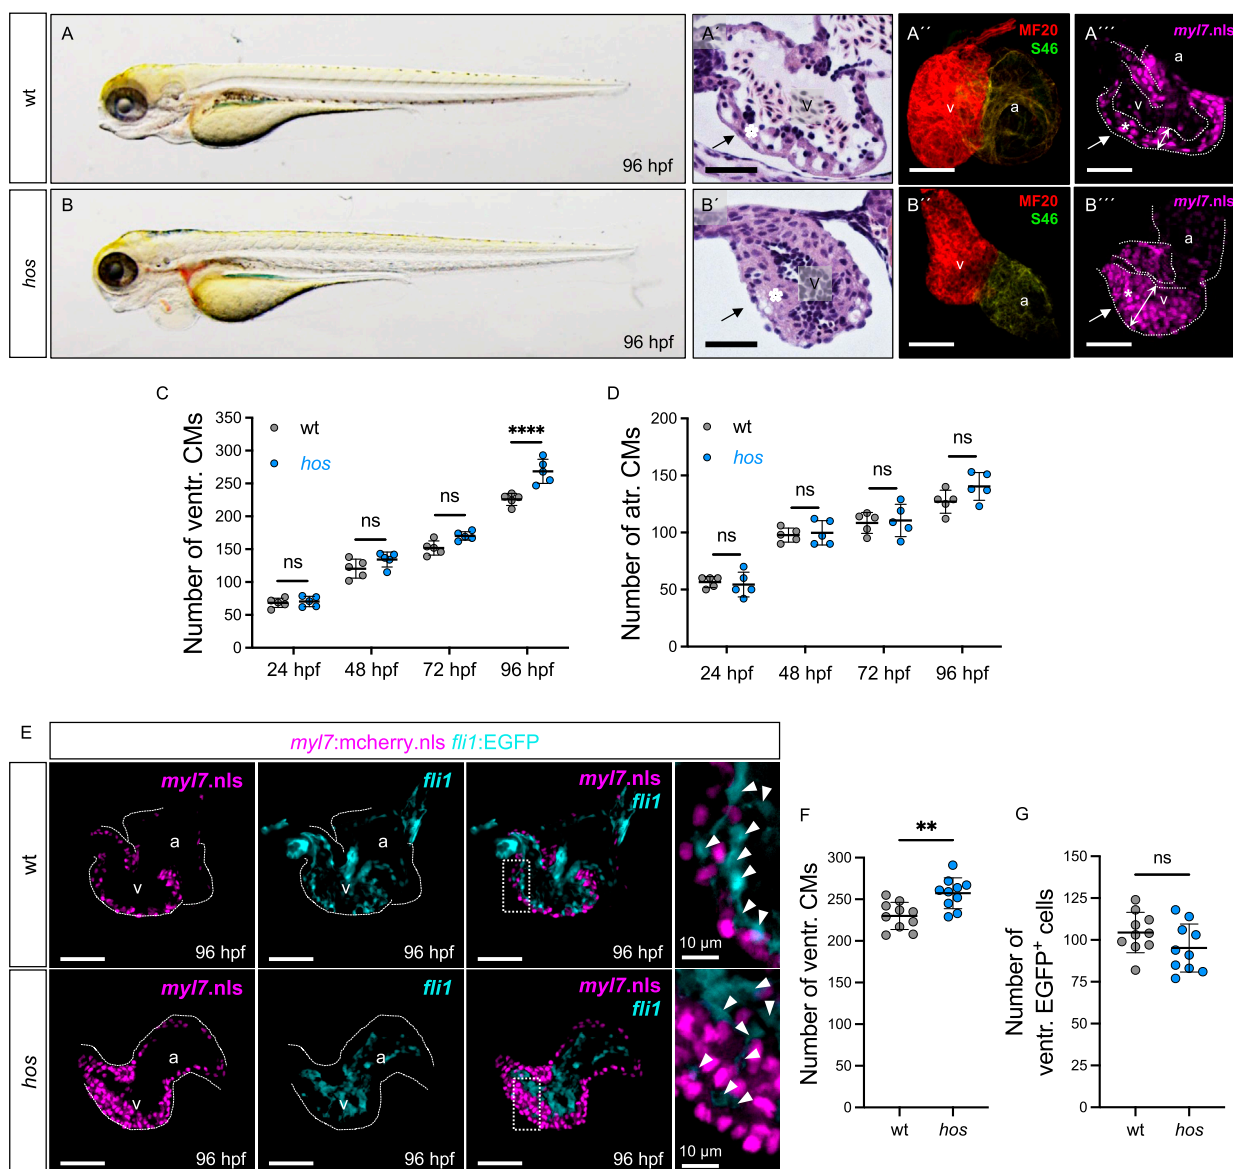 wt
A
96 hpf
A´
v
A´´
MF20
S46
v
a
A´´´
myl7.nls
a
v
*
hos
B
96 hpf
B´
v
B´´
MF20
S46
v
a
B´´´
myl7.nls
a
v
*
C
Number of ventr. CMs
350
300
250
200
150
100
50
0
wt
hos
ns
ns
ns
****
24 hpf
48 hpf
72 hpf
96 hpf
D
Number of atr. CMs
200
150
100
50
0
wt
hos
ns
ns
ns
ns
24 hpf
48 hpf
72 hpf
96 hpf
E
myl7:mcherry.nls fli1:EGFP
wt
myl7.nls
a
v
96 hpf
fli1
a
v
96 hpf
myl7.nls
fli1
96 hpf
10 µm
hos
myl7.nls
a
v
96 hpf
fli1
a
v
96 hpf
myl7.nls
fli1
96 hpf
10 µm
F
Number of ventr. CMs
**
300
250
200
150
100
50
0
wt
hos
G
Number of
ventr. EGFP+ cells
ns
150
125
100
75
50
25
0
wt
hos